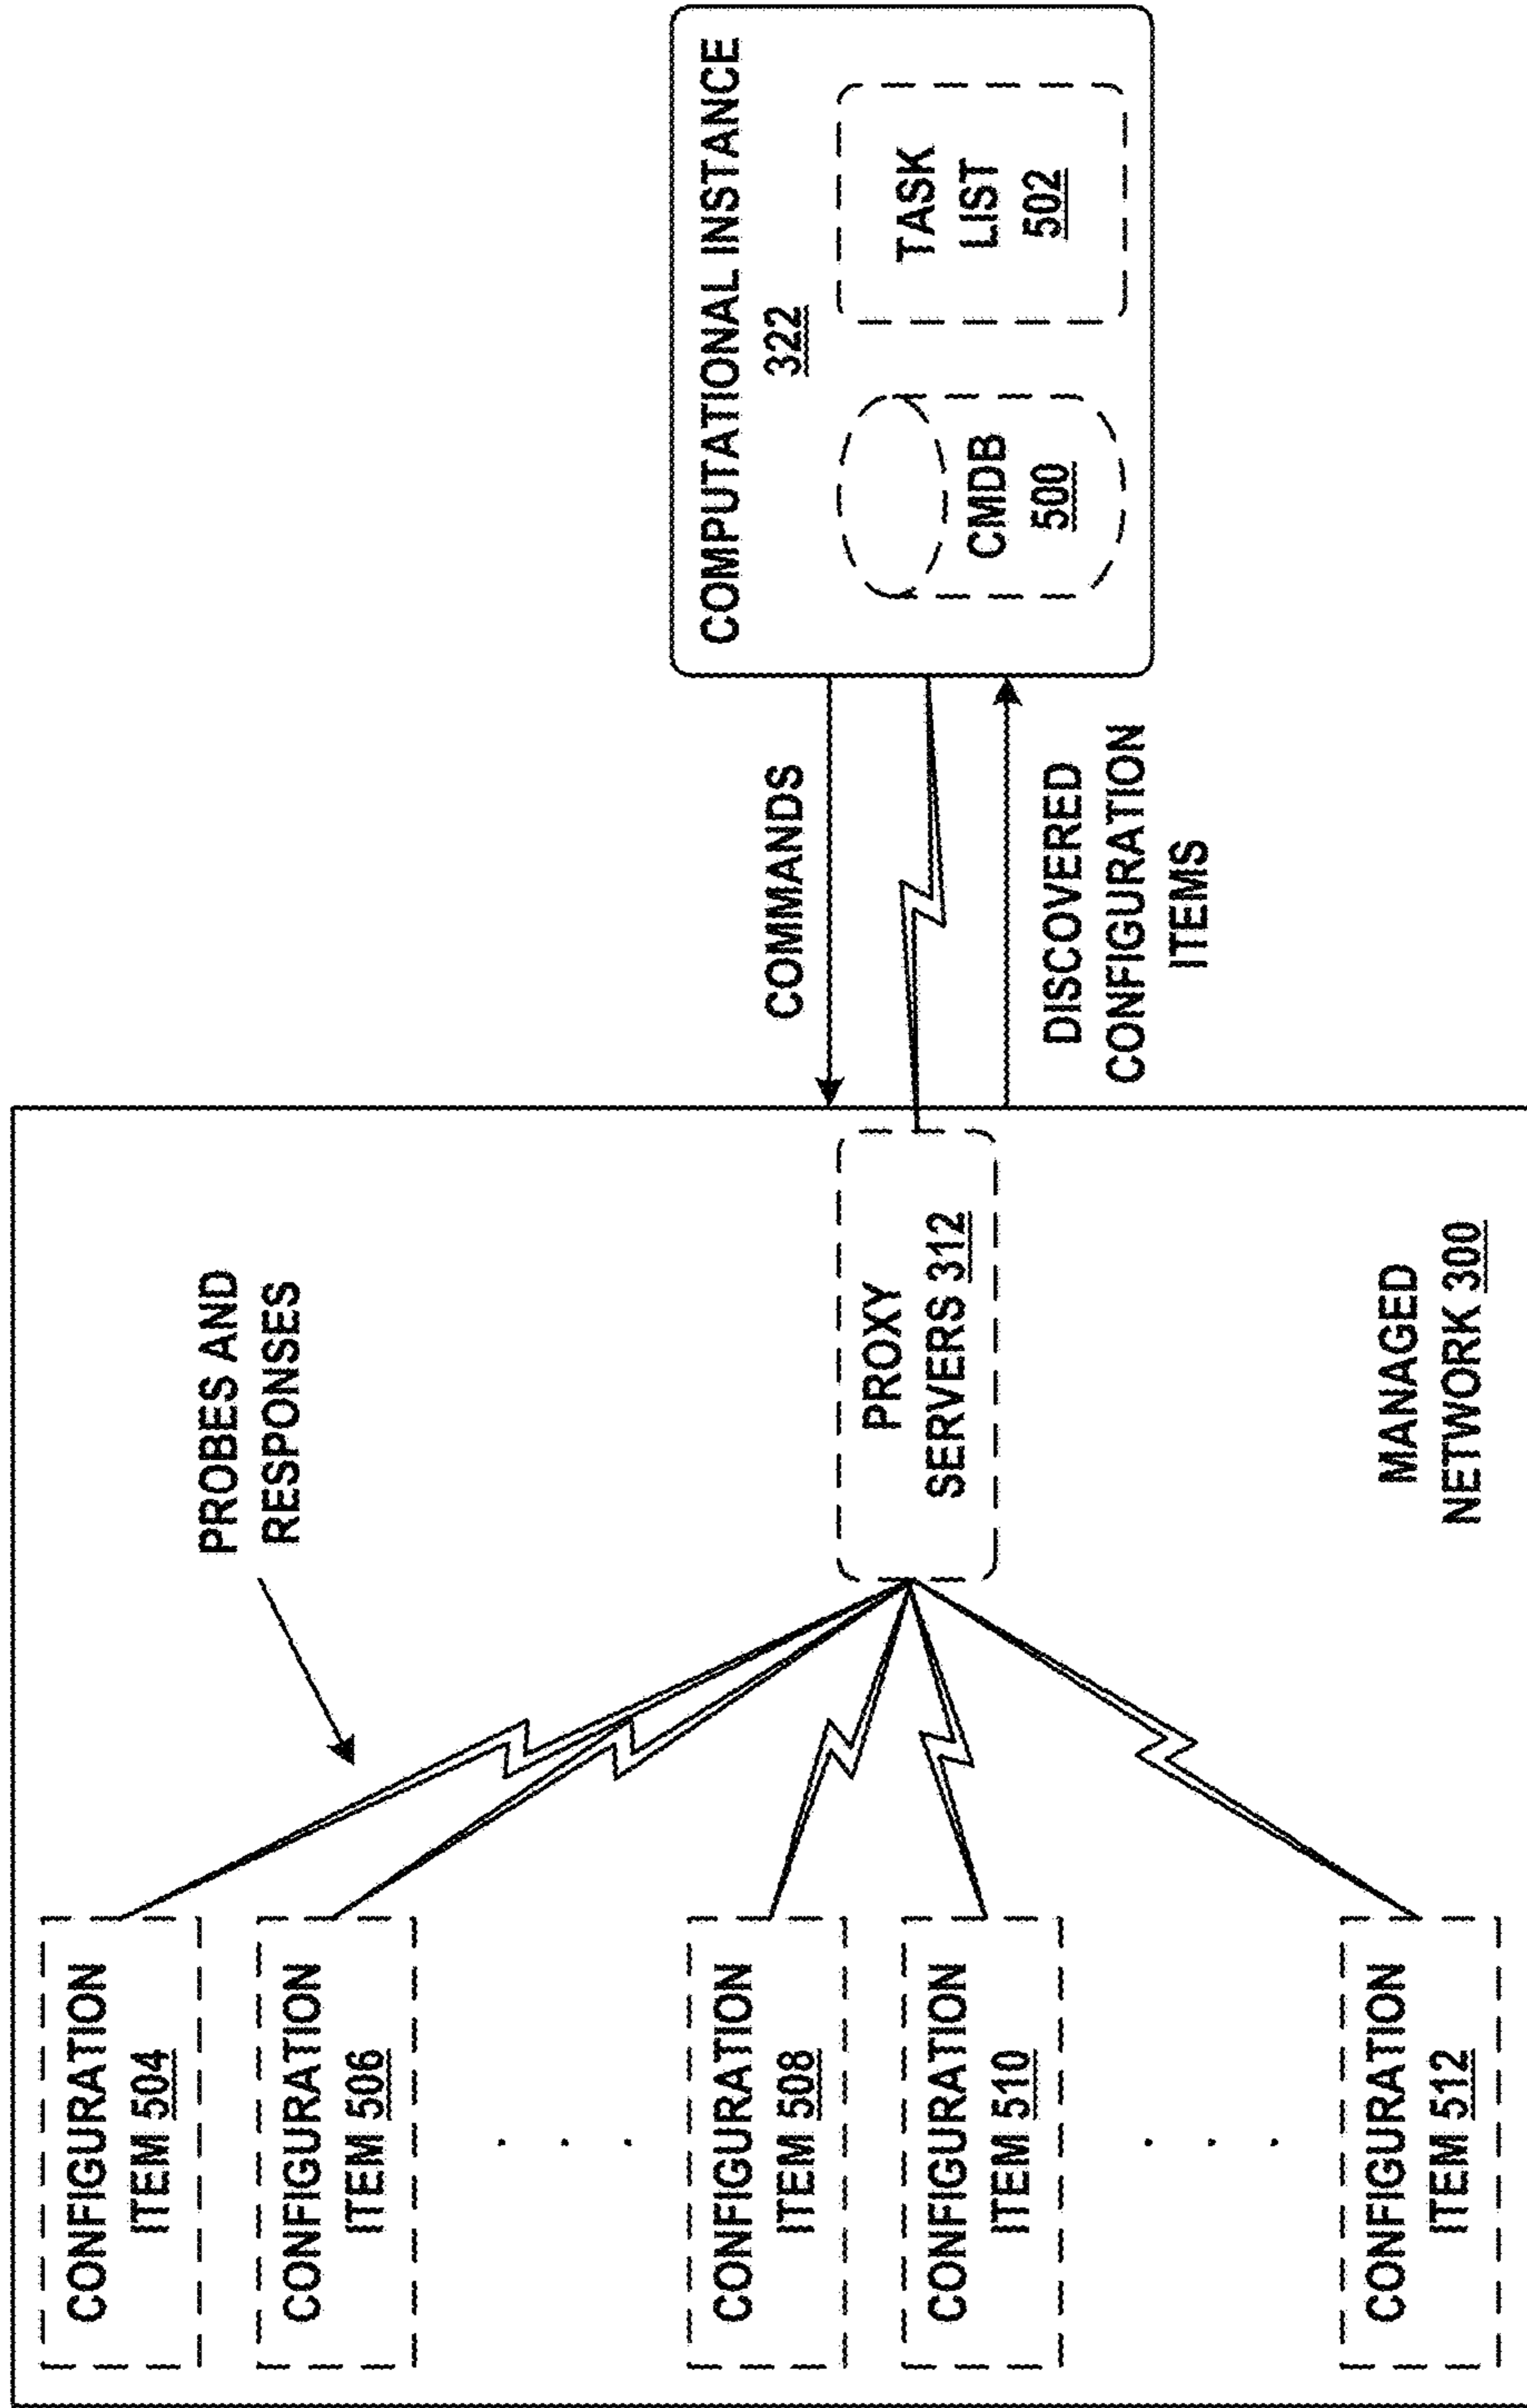 CONFIGURATION
ITEM 504
CONFIGURATION
ITEM 506
. . .
CONFIGURATION
ITEM 508
CONFIGURATION
ITEM 510
. . .
CONFIGURATION
ITEM 512
PROBES AND
RESPONSES
PROXY
SERVERS 312
MANAGED
NETWORK 300
COMMANDS
DISCOVERED
CONFIGURATION
ITEMS
COMPUTATIONAL INSTANCE
322
CMDB
500
TASK
LIST
502